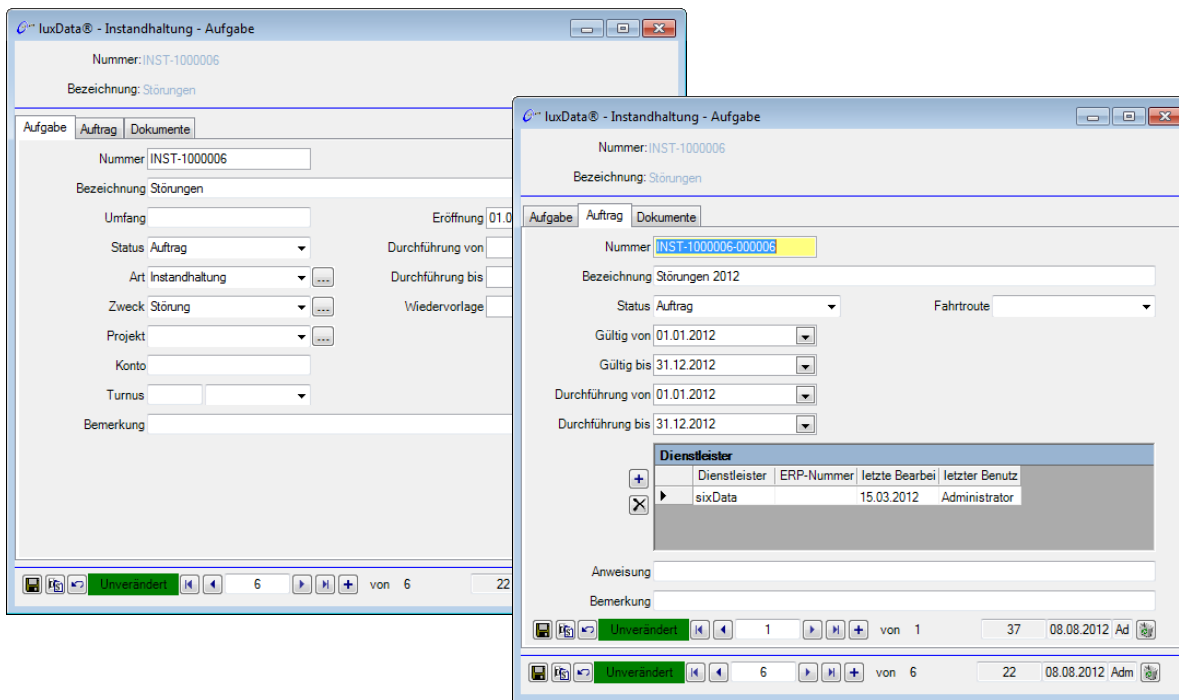 luxData® - Instandhaltung - Aufgabe
Nummer: INST-1000006
Bezeichnung: Störungen
Aufgabe Auftrag Dokumente
Nummer INST-1000006
Bezeichnung Störungen
Umfang Eröffnung 01.0
Status Auftrag Durchführung von
Art Instandhaltung ... Durchführung bis
Zweck Störung ... Wiedervorlage
Projekt ...
Konto
Turnus
Bemerkung
Unverändert 6 von 6 22
luxData® - Instandhaltung - Aufgabe
Nummer: INST-1000006
Bezeichnung: Störungen
Aufgabe Auftrag Dokumente
Nummer INST-1000006-000006
Bezeichnung Störungen 2012
Status Auftrag Fahrtroute
Gültig von 01.01.2012
Gültig bis 31.12.2012
Durchführung von 01.01.2012
Durchführung bis 31.12.2012
Dienstleister
Dienstleister ERP-Nummer letzte Bearbei letzter Benutz
sixData 15.03.2012 Administrator
Anweisung
Bemerkung
Unverändert 1 von 1 37 08.08.2012 Ad
Unverändert 6 von 6 22 08.08.2012 Adm